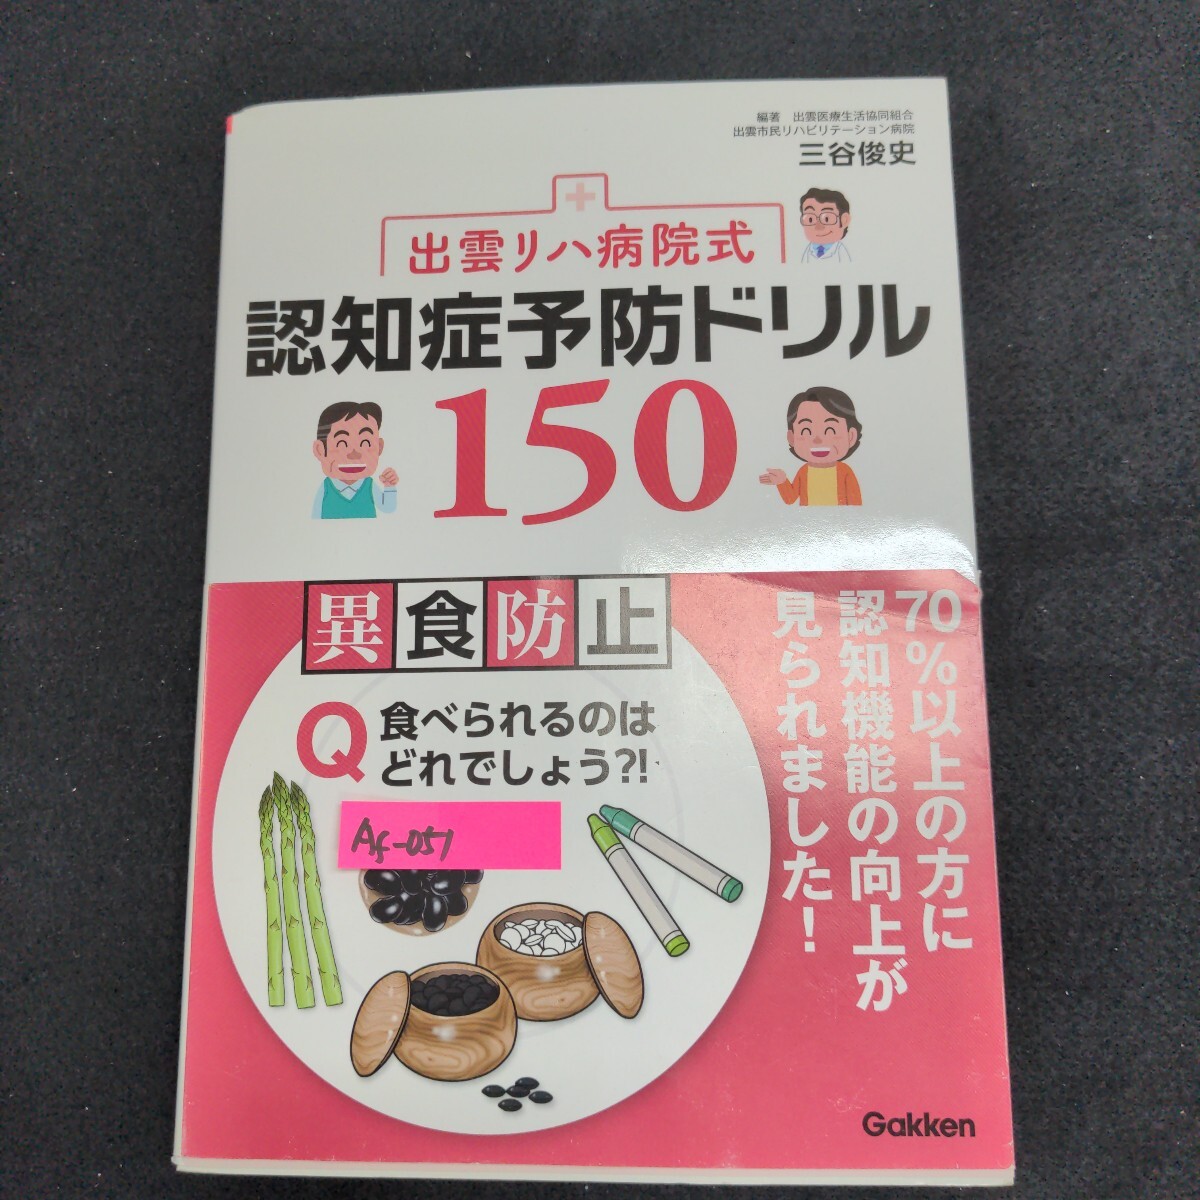 編著 出雲医療生活協同組合
出雲市民リハビリテーション病院
三谷俊史
出雲リハ病院式
認知症予防ドリル
150
異食防止
Q 食べられるのは
どれでしょう?!
Af-051
70%以上の方に
認知機能の向上が
見られました!
Gakken